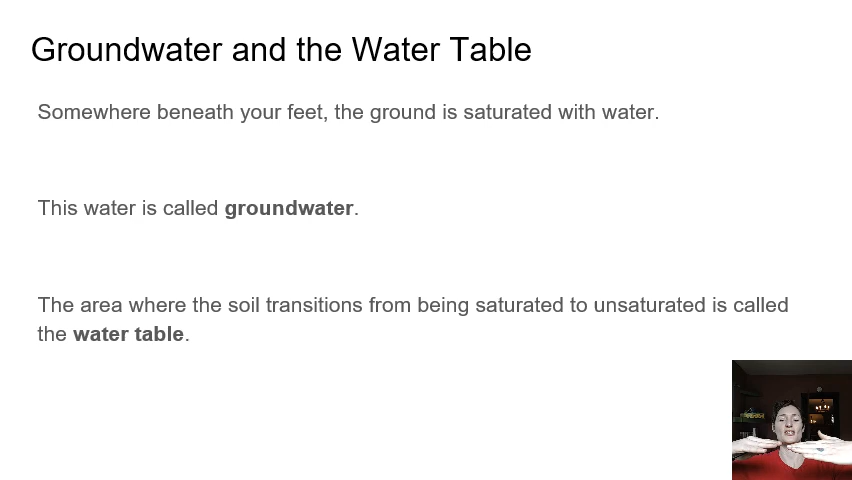 Groundwater and the Water Table
Somewhere beneath your feet, the ground is saturated with water.
This water is called groundwater.
The area where the soil transitions from being saturated to unsaturated is called
the water table.